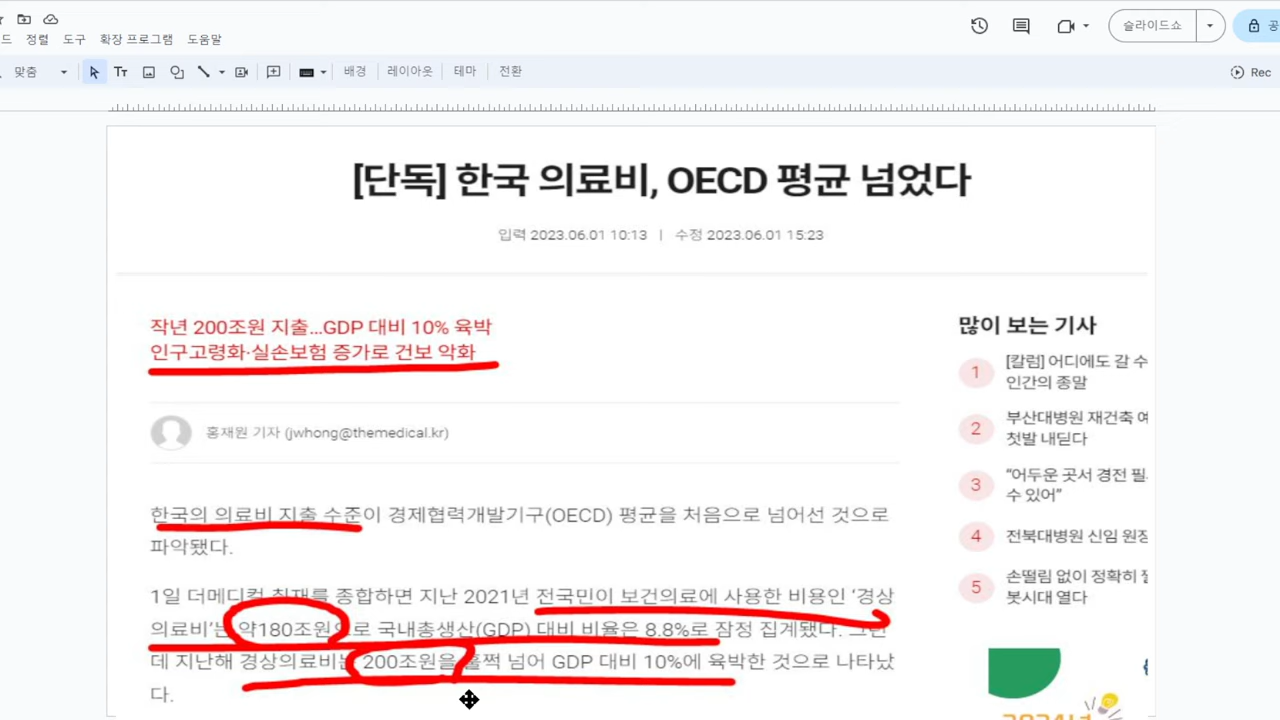 정렬 도구 확장 프로그램 도움말
슬라이드쇼
맞춤 배경 레이아웃 테마 전환
Rec
[단독] 한국 의료비, OECD 평균 넘었다
입력 2023.06.01 10:13 | 수정 2023.06.01 15:23
작년 200조원 지출...GDP 대비 10% 육박
인구고령화·실손보험 증가로 건보 악화
홍재원 기자 (jwhong@themedical.kr)
한국의 의료비 지출 수준이 경제협력개발기구(OECD) 평균을 처음으로 넘어선 것으로
파악됐다.
1일 더메디컬 취재를 종합하면 지난 2021년 전국민이 보건의료에 사용한 비용인 '경상
의료비'는 약180조원으로 국내총생산(GDP) 대비 비율은 8.8%로 잠정 집계됐다. 그런
데 지난해 경상의료비는 200조원을 훌쩍 넘어 GDP 대비 10%에 육박한 것으로 나타났
다.
많이 보는 기사
1 [칼럼] 어디에도 갈 수
인간의 종말
2 부산대병원 재건축 예
첫발 내딛다
3 “어두운 곳서 경전 필
수 있어”
4 전북대병원 신임 원장
5 손떨림 없이 정확히
봇시대 열다
2024년